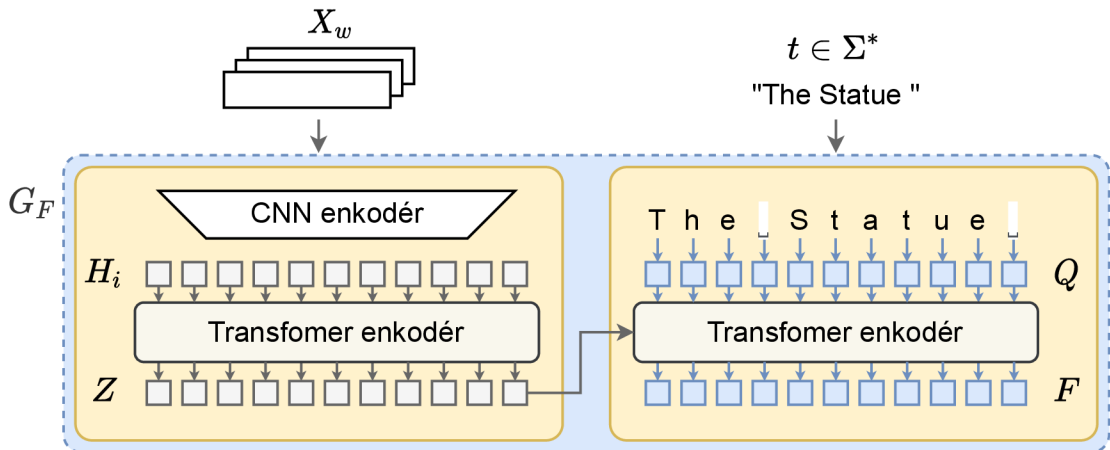 X_w
t ∈ Σ*
"The Statue "
G_F
CNN enkodér
T h e ␣ S t a t u e ␣
H_i
Q
Transfomer enkodér
Transfomer enkodér
Z
F